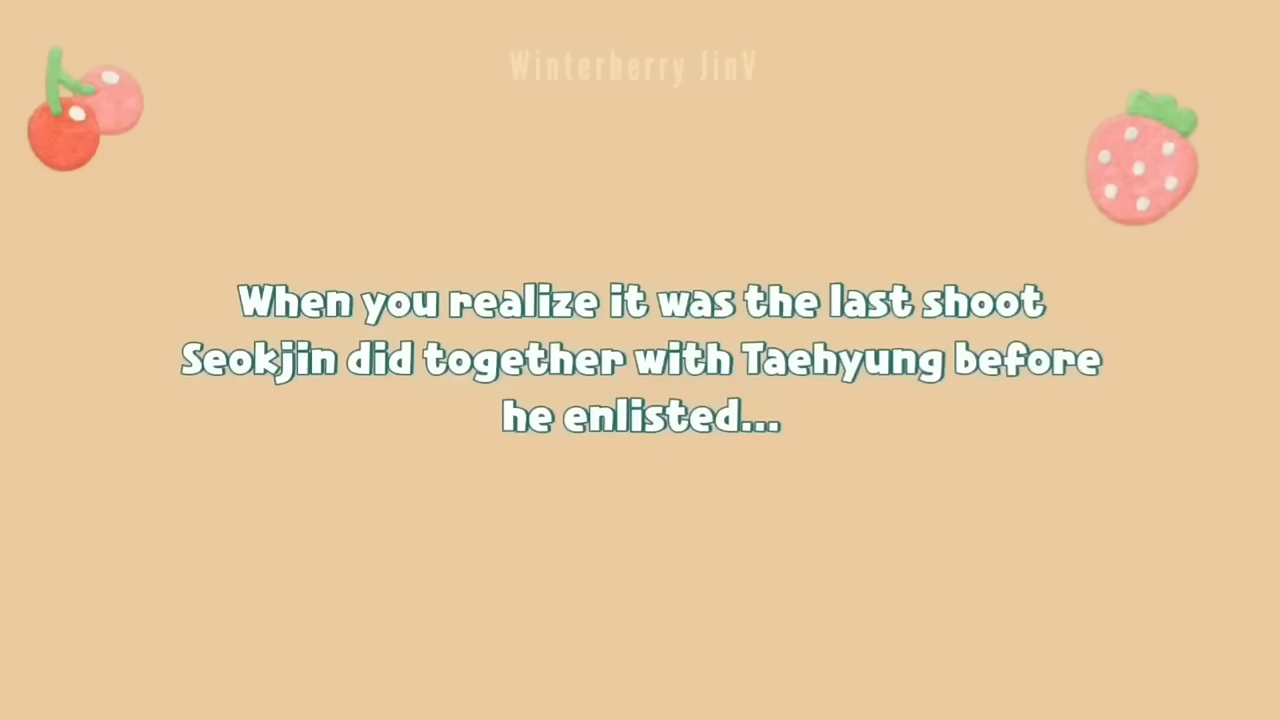 Winterberry JinV
When you realize it was the last shoot
Seokjin did together with Taehyung before
he enlisted...